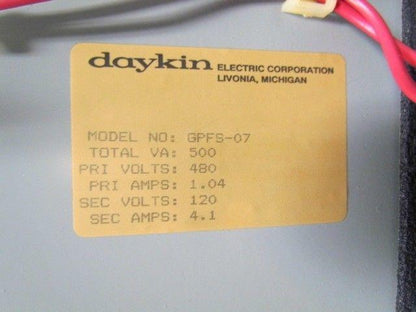 daykin ELECTRIC CORPORATION
LIVONIA, MICHIGAN
MODEL NO: GPFS-07
TOTAL VA: 500
PRI VOLTS: 480
PRI AMPS: 1.04
SEC VOLTS: 120
SEC AMPS: 4.1